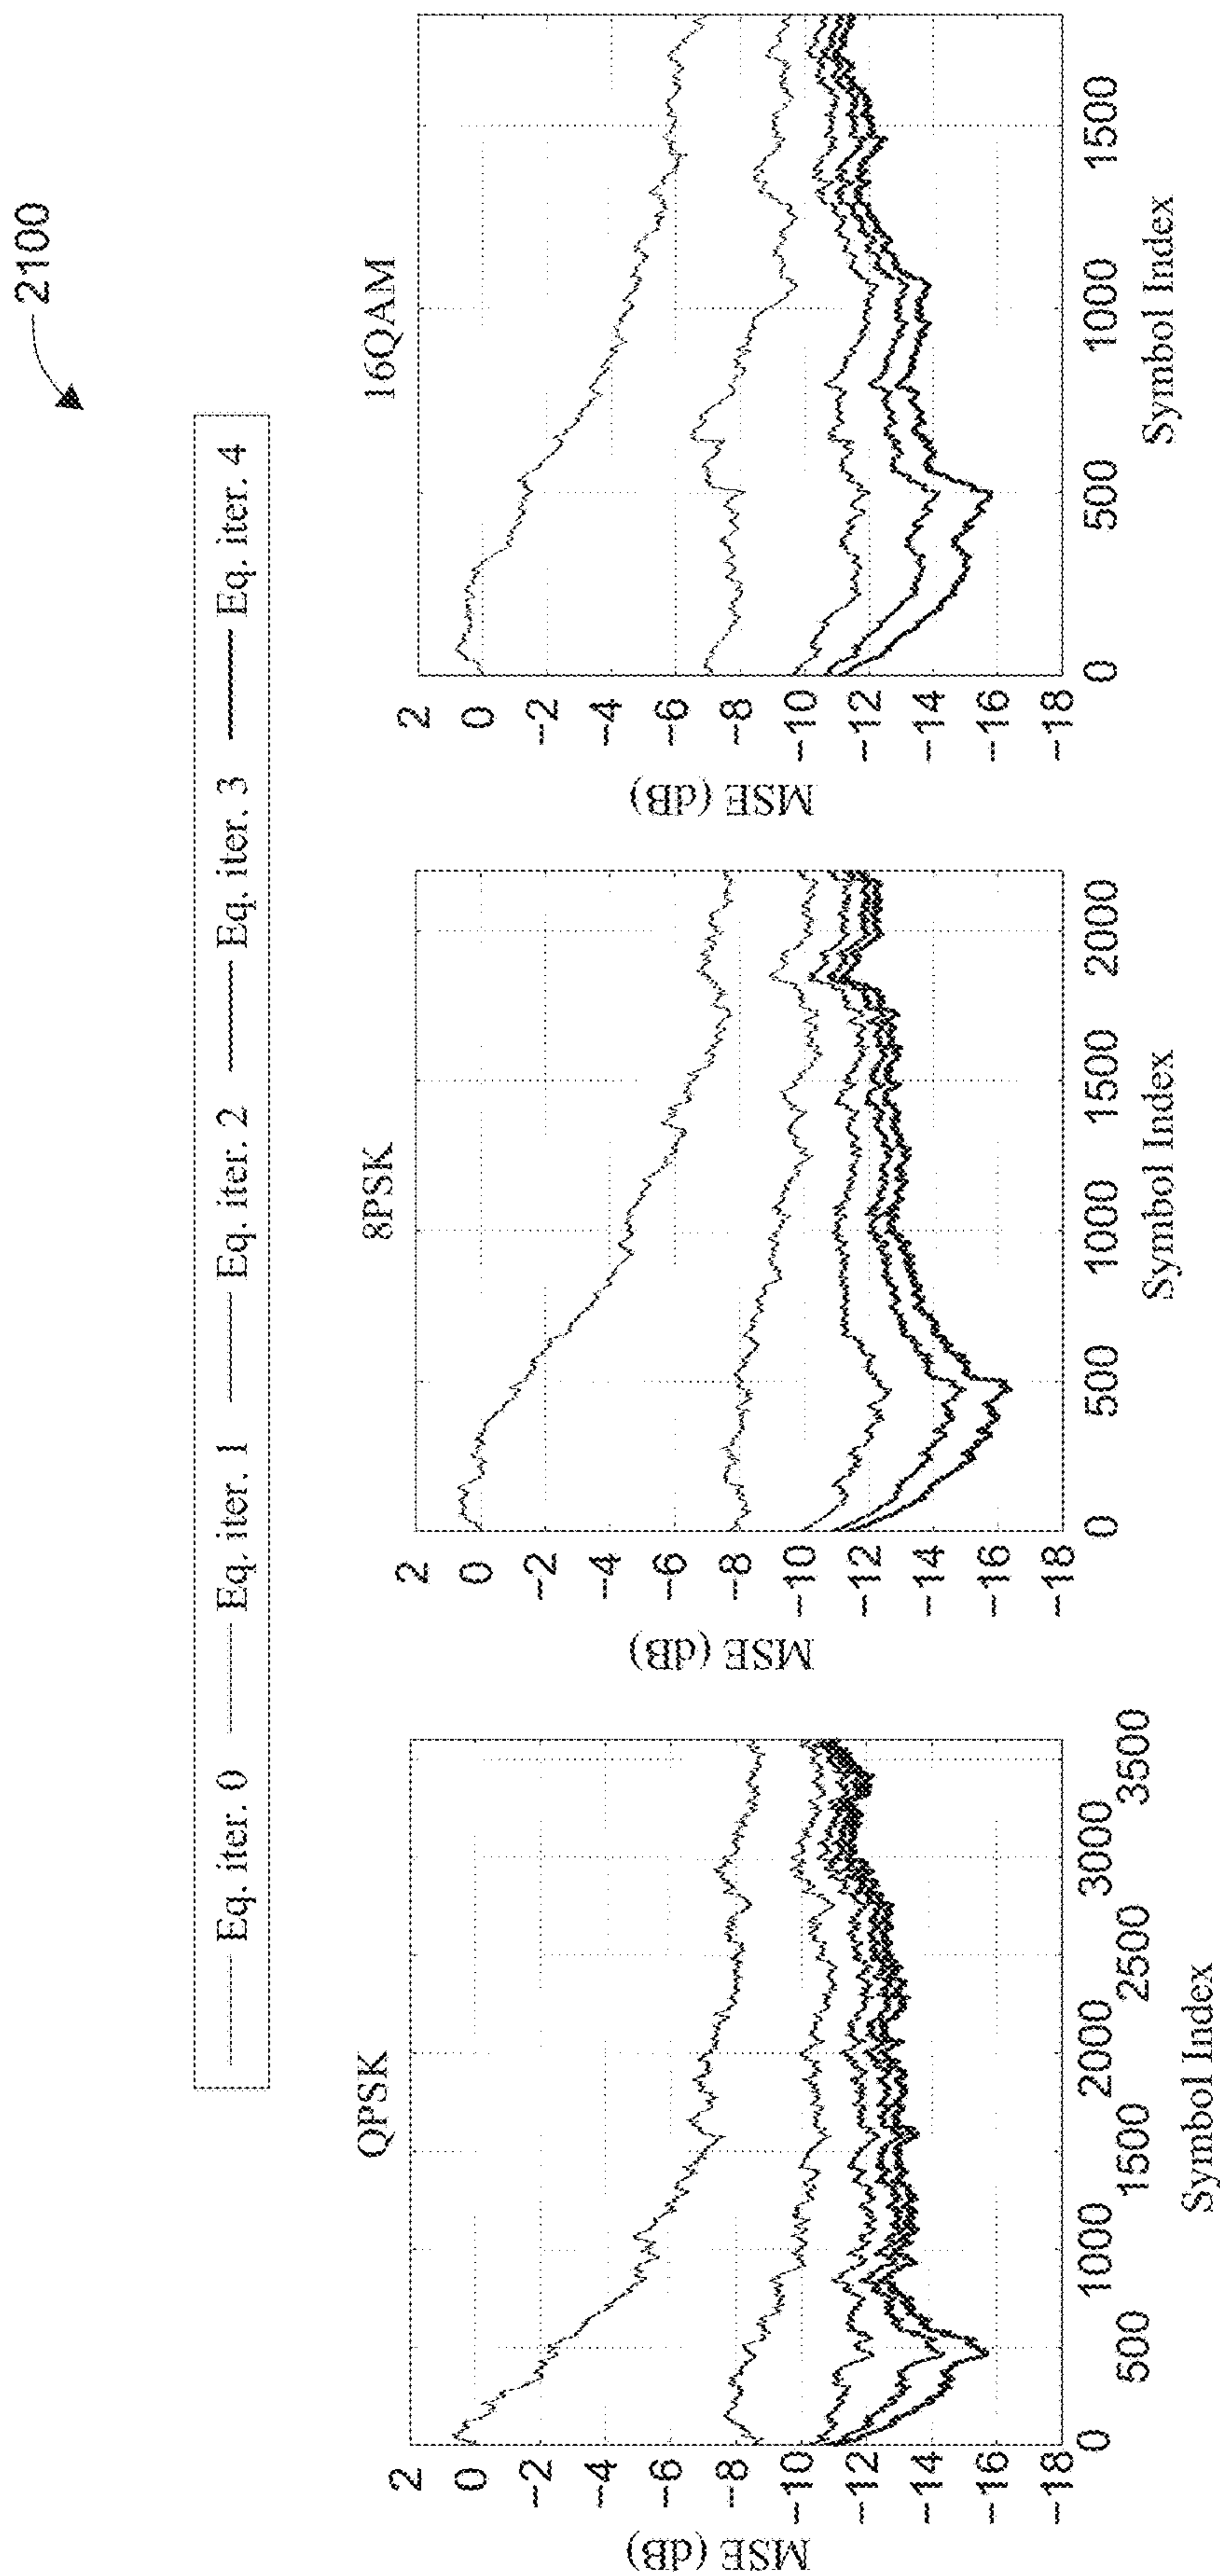 2100
Eq. iter. 0 Eq. iter. 1 Eq. iter. 2 Eq. iter. 3 Eq. iter. 4
QPSK
2
0
−2
−4
−6
−8
−10
−12
−14
−16
−18
MSE (dB)
0 500 1000 1500 2000 2500 3000 3500
Symbol Index
8PSK
2
0
−2
−4
−6
−8
−10
−12
−14
−16
−18
MSE (dB)
0 500 1000 1500 2000
Symbol Index
16QAM
2
0
−2
−4
−6
−8
−10
−12
−14
−16
−18
MSE (dB)
0 500 1000 1500
Symbol Index